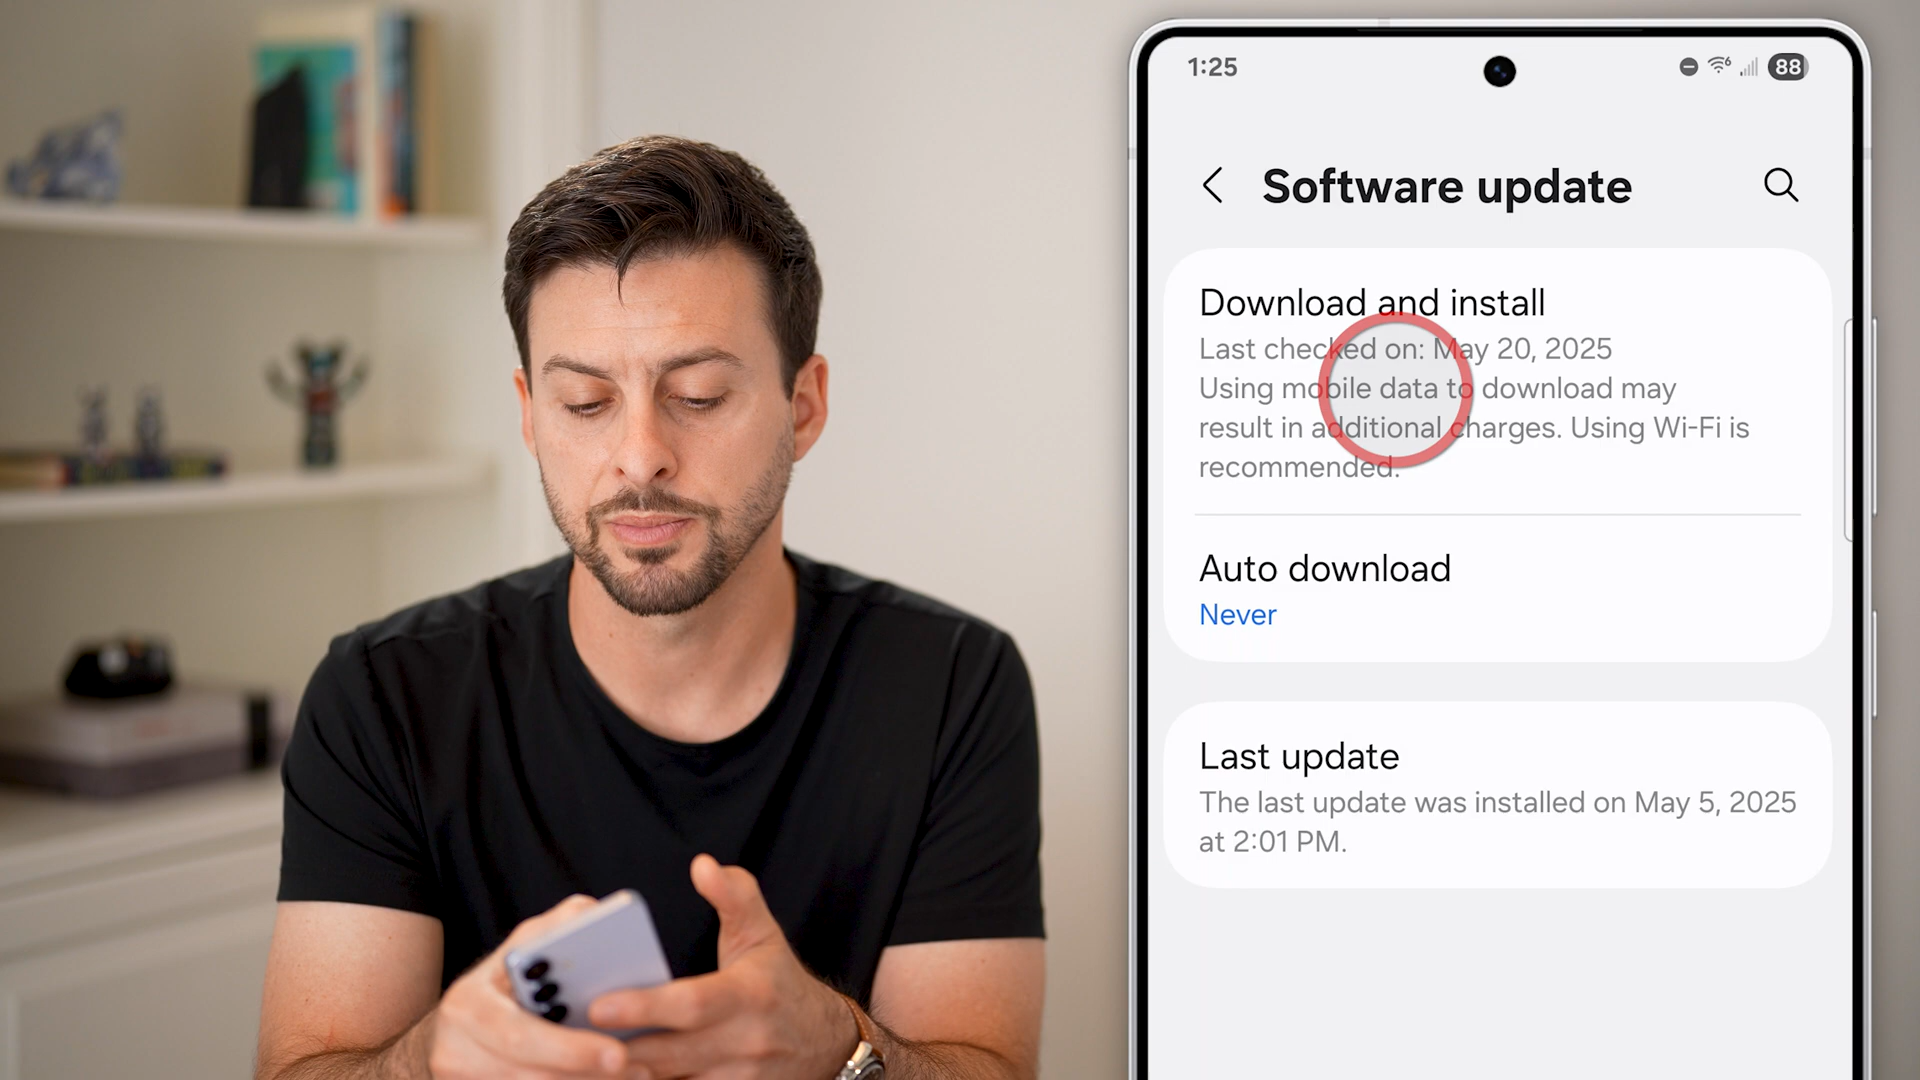 1:25
6
88
Software update
Download and install
Last checked on: May 20, 2025
Using mobile data to download may
result in additional charges. Using Wi-Fi is
recommended.
Auto download
Never
Last update
The last update was installed on May 5, 2025
at 2:01 PM.